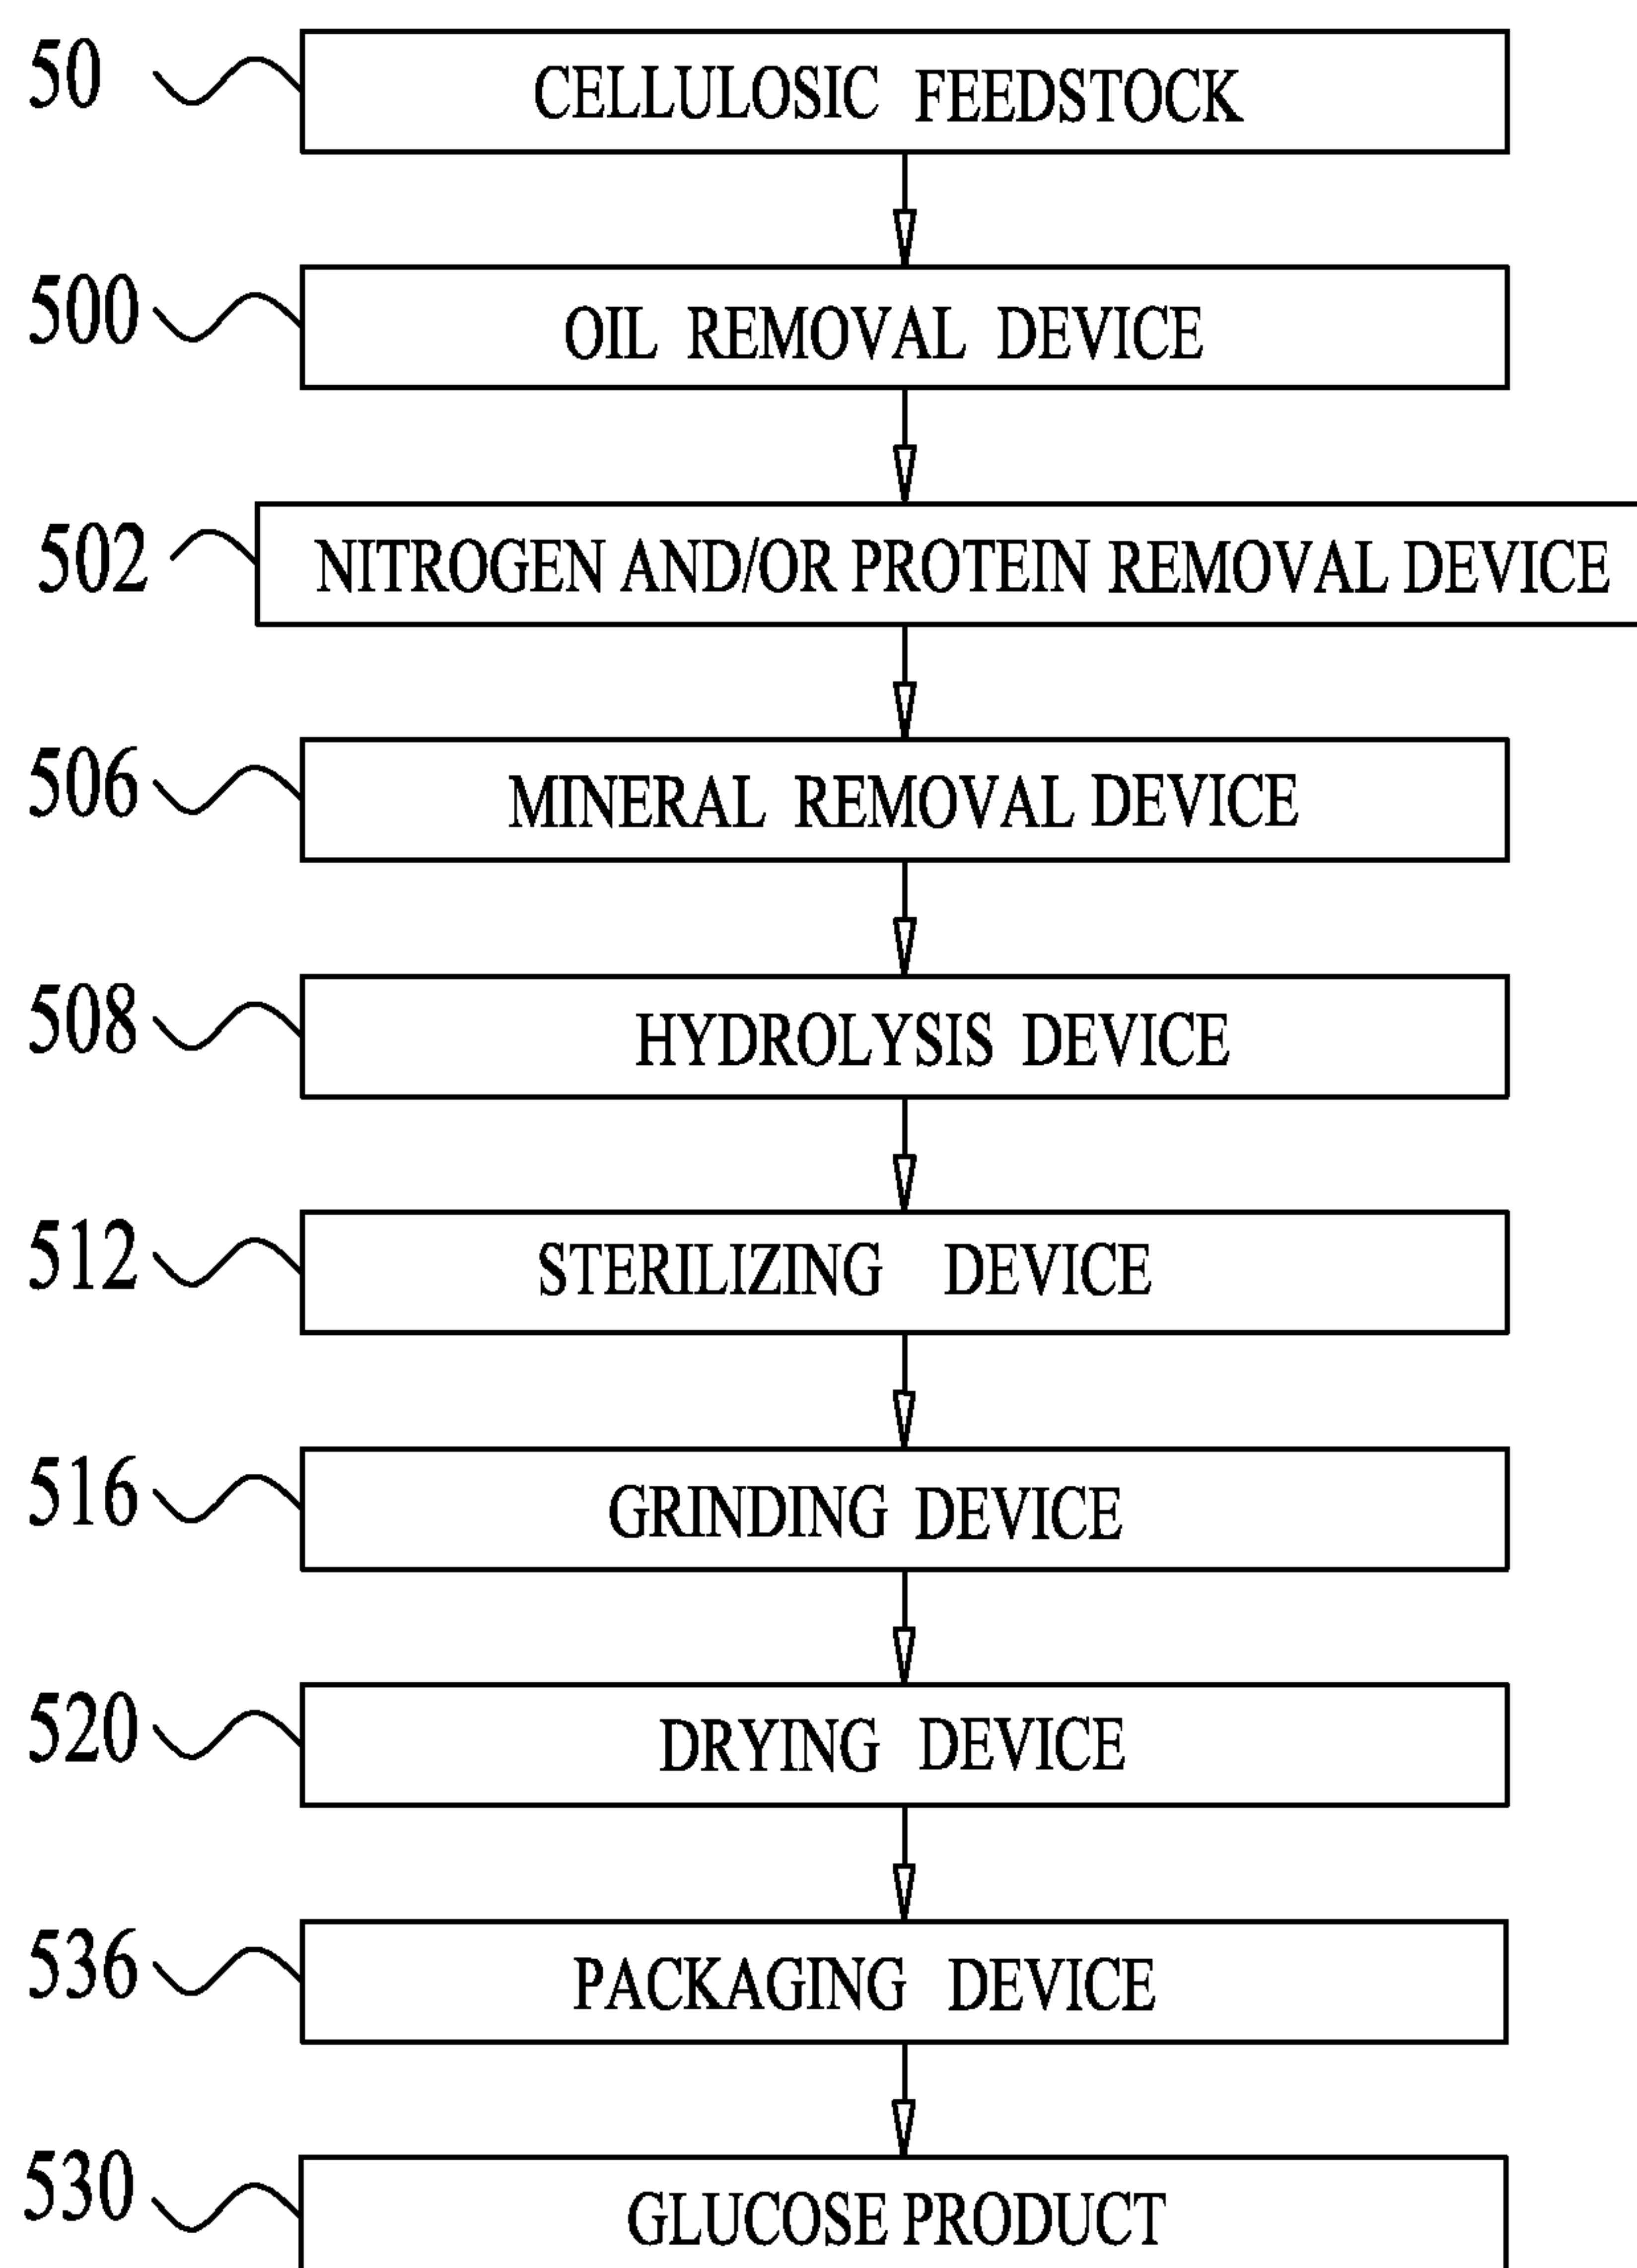 50 CELLULOSIC FEEDSTOCK
500 OIL REMOVAL DEVICE
502 NITROGEN AND/OR PROTEIN REMOVAL DEVICE
506 MINERAL REMOVAL DEVICE
508 HYDROLYSIS DEVICE
512 STERILIZING DEVICE
516 GRINDING DEVICE
520 DRYING DEVICE
536 PACKAGING DEVICE
530 GLUCOSE PRODUCT